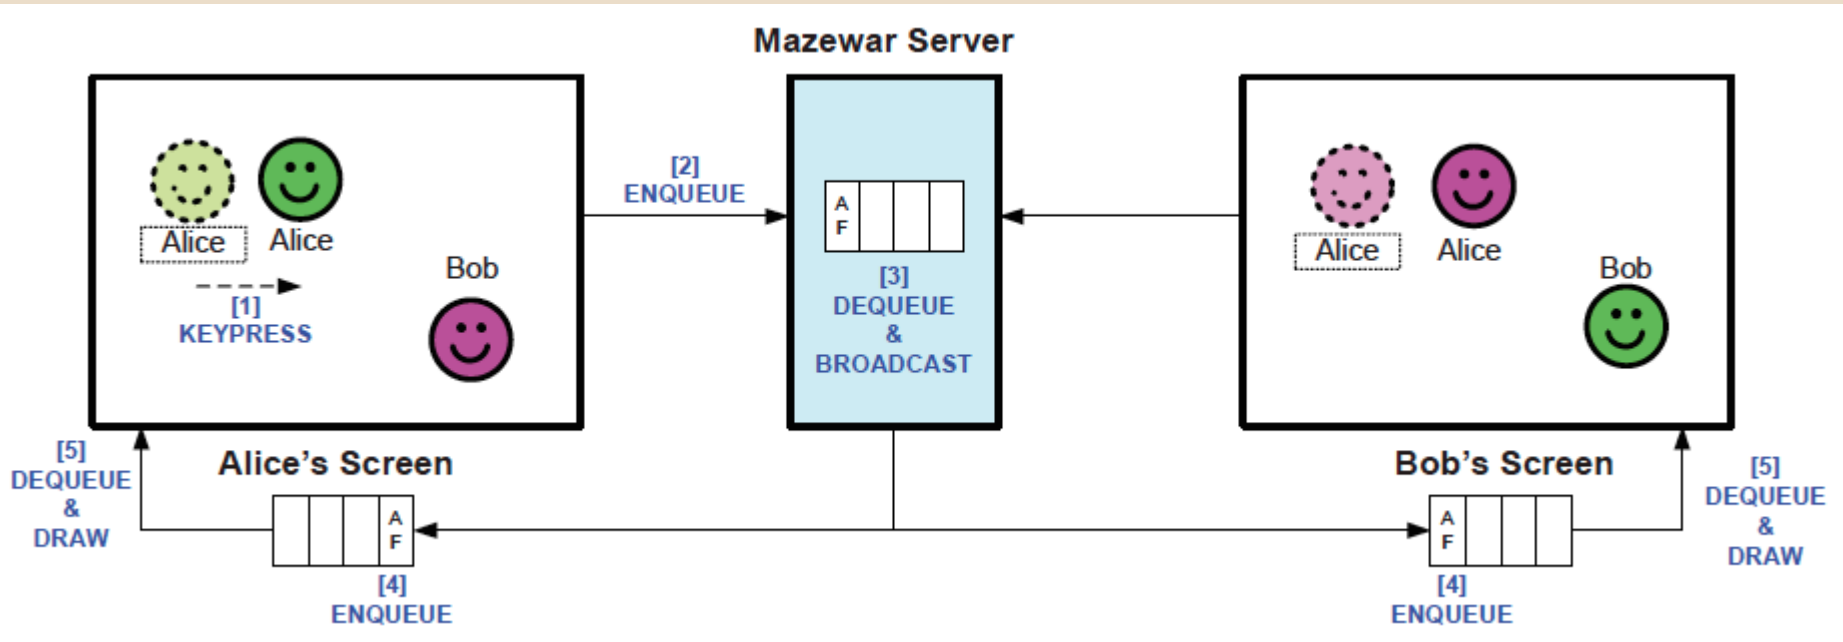 Mazewar Server
Alice
Alice
[1]
KEYPRESS
Bob
[2]
ENQUEUE
A
F
[3]
DEQUEUE
&
BROADCAST
Alice
Alice
Bob
[5]
DEQUEUE
&
DRAW
Alice's Screen
A
F
[4]
ENQUEUE
Bob's Screen
A
F
[4]
ENQUEUE
[5]
DEQUEUE
&
DRAW